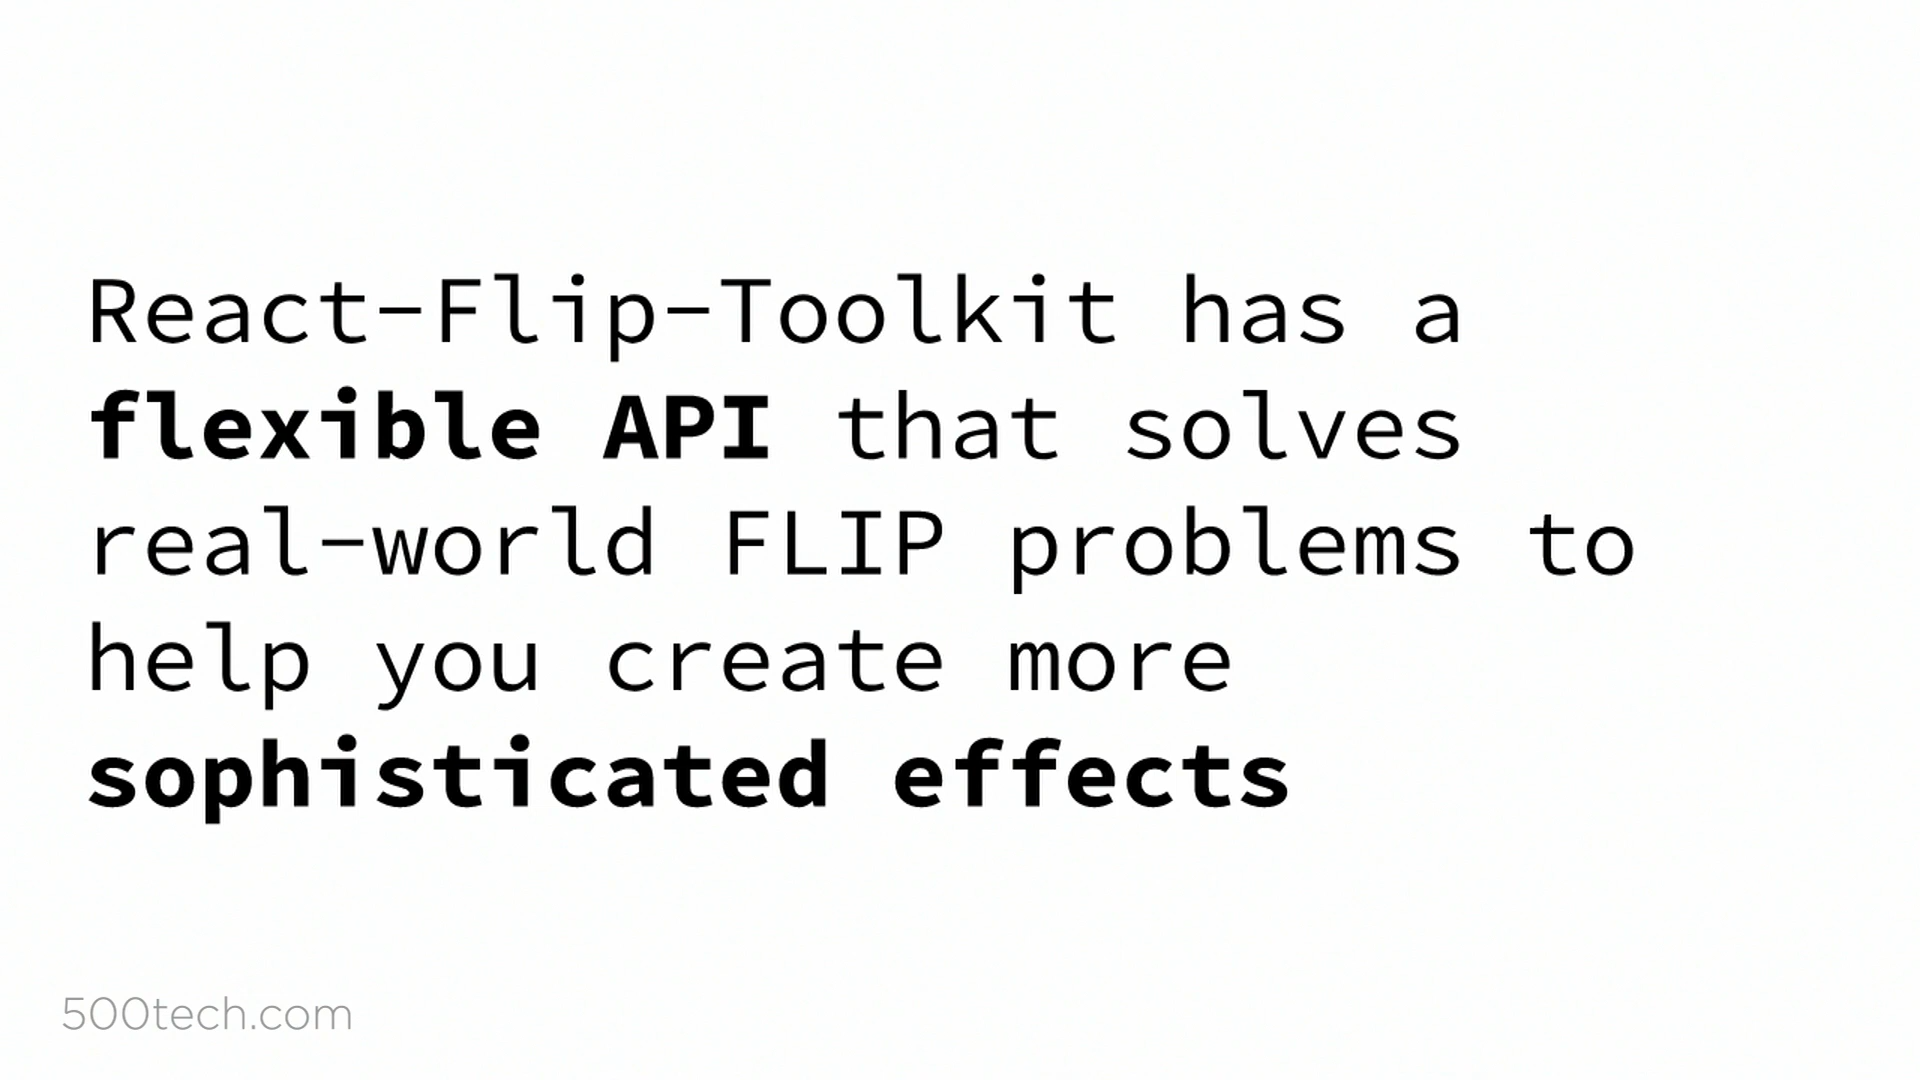 React-Flip-Toolkit has a
flexible API that solves
real-world FLIP problems to
help you create more
sophisticated effects
500tech.com